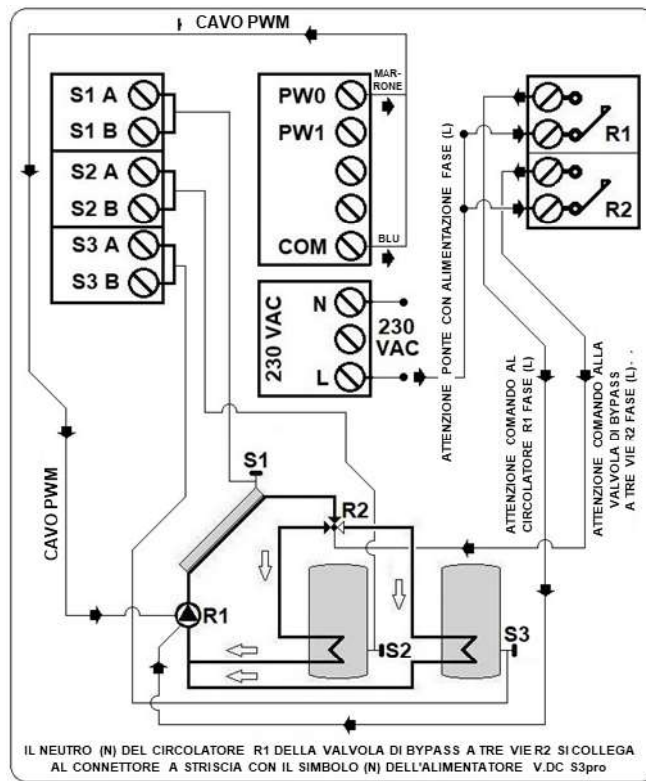 CAVO PWM
S1 A
S1 B
S2 A
S2 B
S3 A
S3 B
PW0
PW1
COM
MAR-
RONE
BLU
230 VAC
N
L
230
VAC
R1
R2
ATTENZIONE PONTE CON ALIMENTAZIONE FASE (L)
ATTENZIONE COMANDO AL
CIRCOLATORE R1 FASE (L)
ATTENZIONE COMANDO ALLA
VALVOLA DI BYPASS
A TRE VIE R2 FASE (L)- .
CAVO PWM
S1
R2
R1
S2
S3
IL NEUTRO (N) DEL CIRCOLATORE R1 DELLA VALVOLA DI BYPASS A TRE VIE R2 SI COLLEGA
AL CONNETTORE A STRISCIA CON IL SIMBOLO (N) DELL'ALIMENTATORE V.DC S3pro